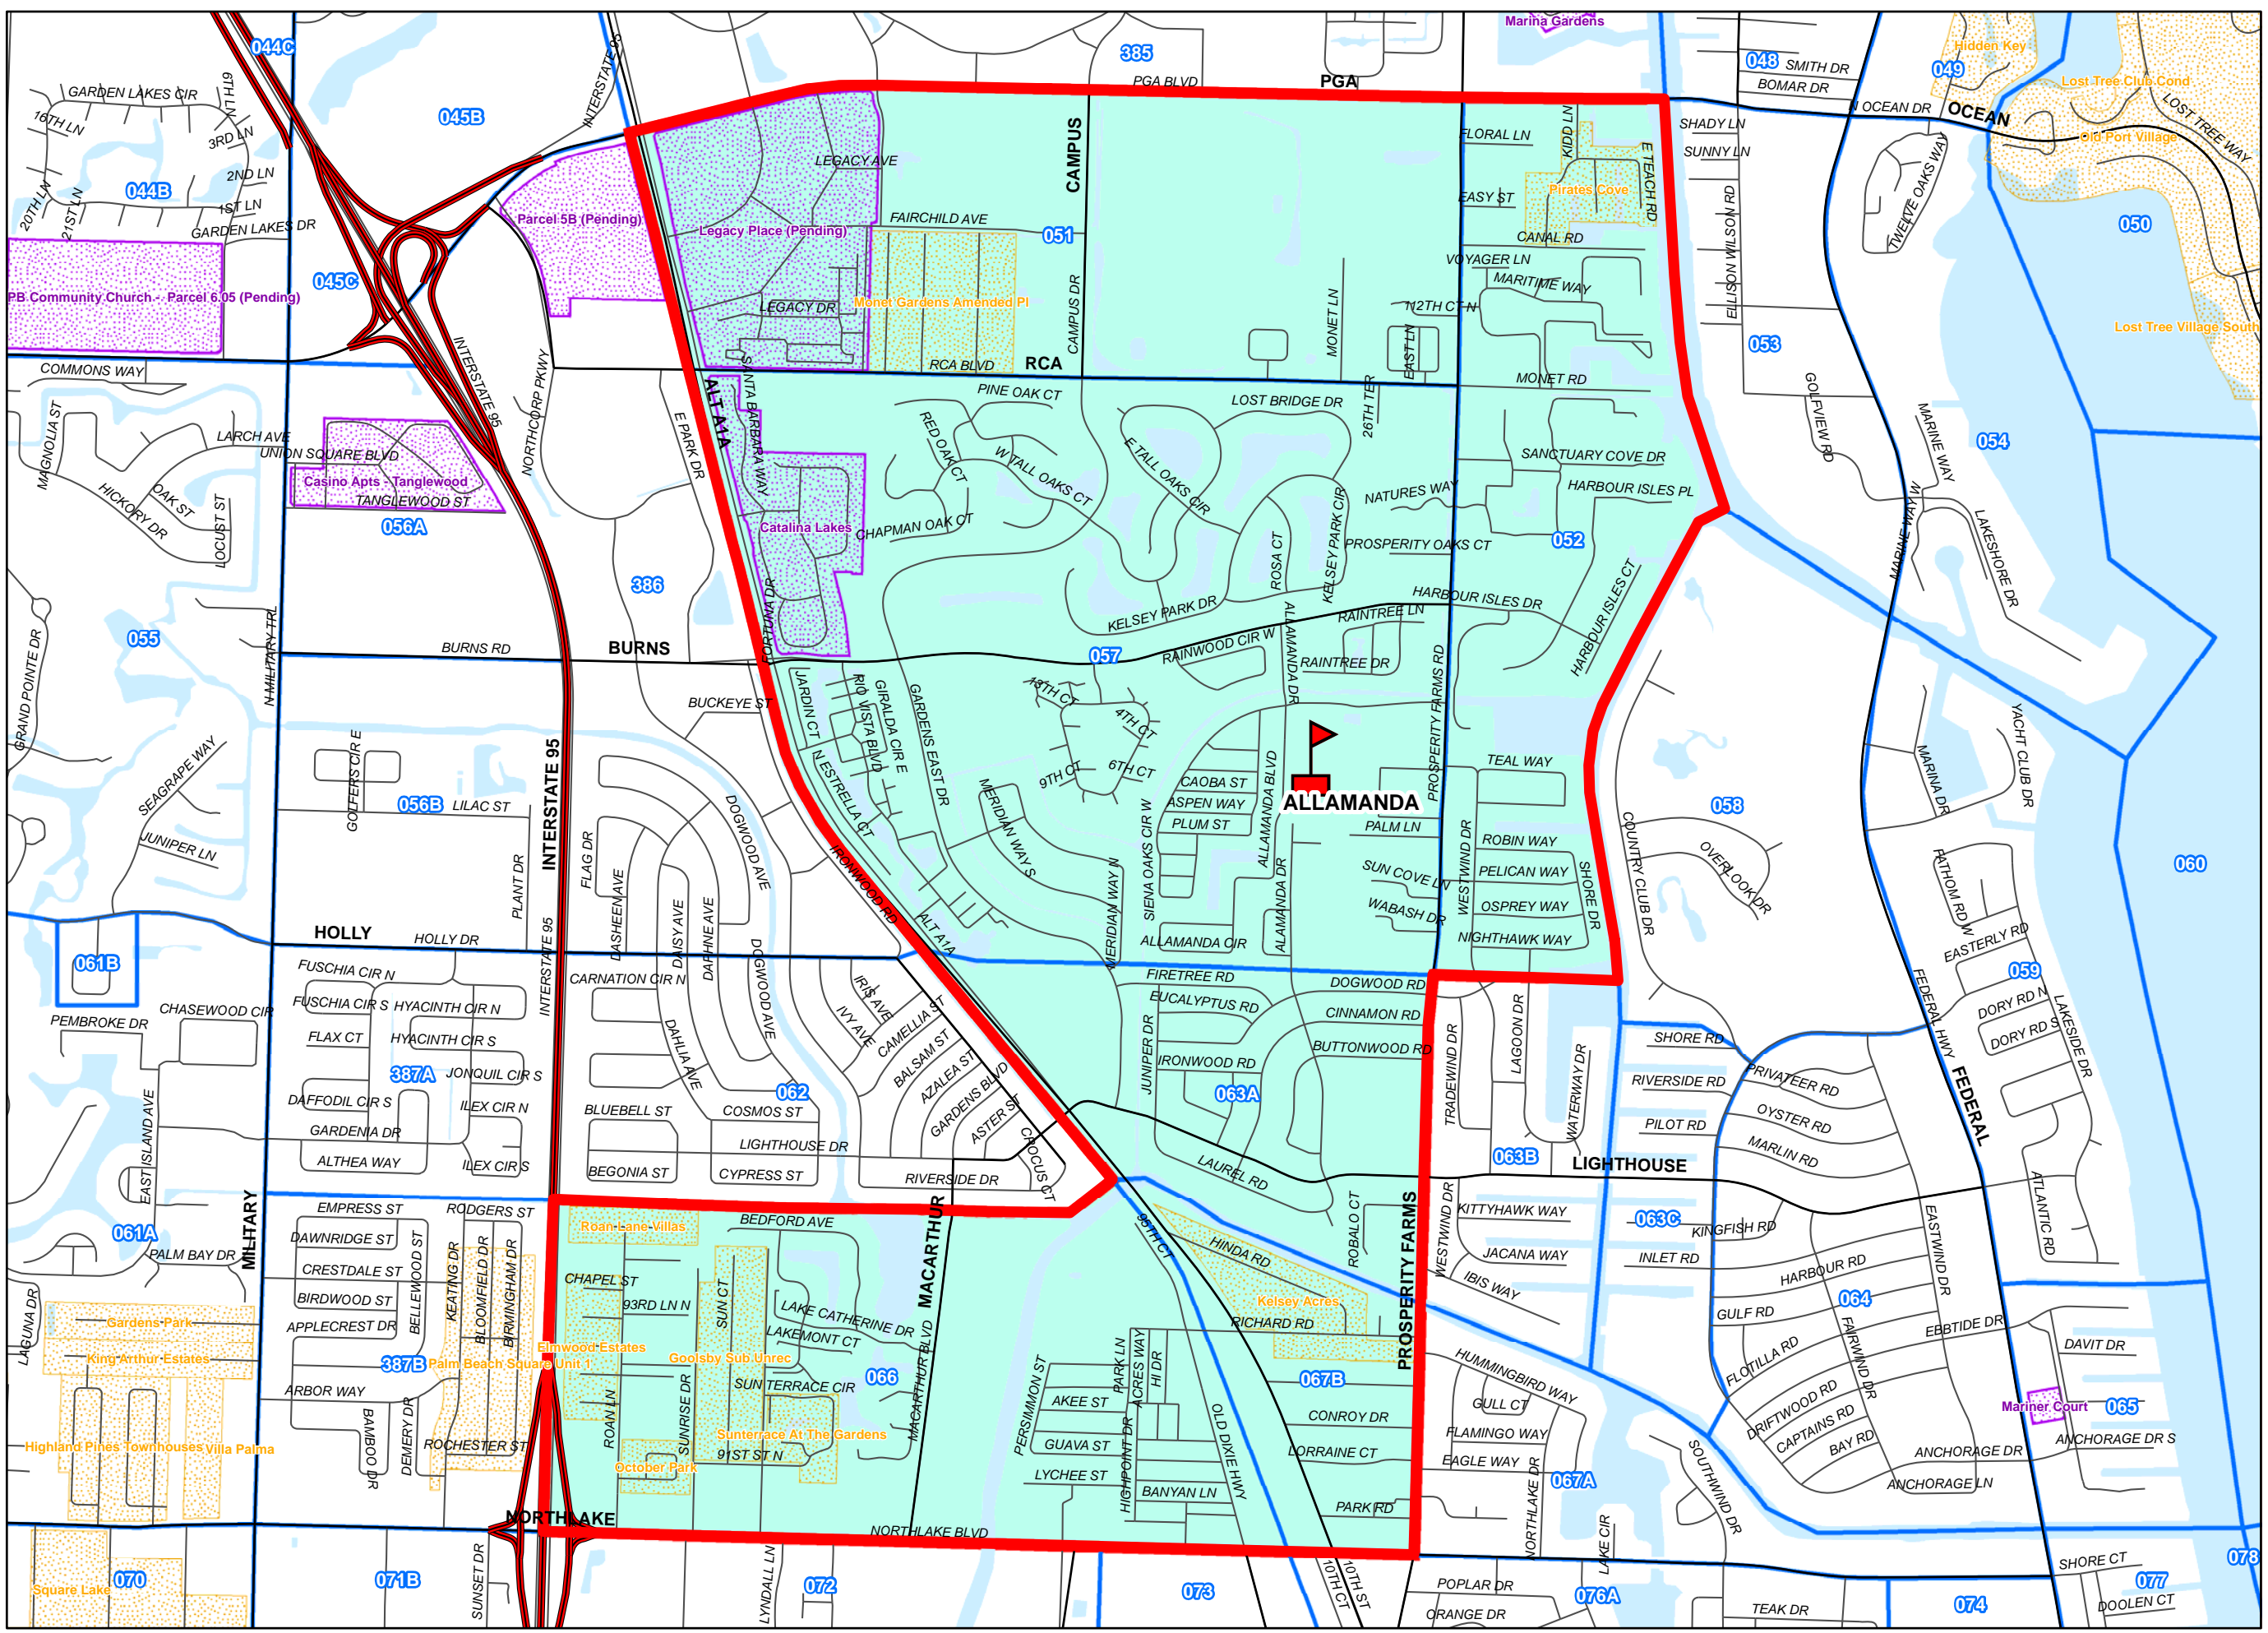 Marina Gardens
044C
385
048
SMITH DR
BOMAR DR
049
Hidden Key
Lost Tree Club Cond
LOST TREE WAY
GARDEN LAKES CIR
6TH LN
16TH LN
3RD LN
2ND LN
1ST LN
20TH LN
21ST LN
044B
GARDEN LAKES DR
045B
INTERSTATE 95
PGA BLVD
PGA
N OCEAN DR
OCEAN
Old Port Village
SHADY LN
SUNNY LN
FLORAL LN
KIDD LN
E TEACH RD
Pirates Cove
EASY ST
CANAL RD
CAMPUS
LEGACY AVE
FAIRCHILD AVE
051
Parcel 5B (Pending)
Legacy Place (Pending)
ELLISON WILSON RD
TWELVE OAKS WAY
050
045C
PB Community Church - Parcel 6.05 (Pending)
VOYAGER LN
MARITIME WAY
112TH CT N
LEGACY DR
Monet Gardens Amended Pl
CAMPUS DR
MONET LN
EAST LN
Lost Tree Village South
053
COMMONS WAY
INTERSTATE 95
NORTHCORP PKWY
RCA BLVD
RCA
MONET RD
SANTA BARBARA WAY
ALT A1A
E PARK DR
PINE OAK CT
LOST BRIDGE DR
26TH TER
GOLFVIEW RD
MARINE WAY
054
MAGNOLIA ST
LARCH AVE
UNION SQUARE BLVD
Casino Apts - Tanglewood
TANGLEWOOD ST
056A
HICKORY DR
OAK ST
LOCUST ST
RED OAK CT
W TALL OAKS CT
E TALL OAKS CIR
SANCTUARY COVE DR
HARBOUR ISLES PL
NATURES WAY
Catalina Lakes
CHAPMAN OAK CT
PROSPERITY OAKS CT
052
MARINE WAY W
LAKESHORE DR
386
ROSA CT
KELSEY PARK CIR
KELSEY PARK DR
HARBOUR ISLES DR
HARBOUR ISLES CT
RAINTREE LN
FORTUNA DR
055
N MILITARY TRL
BURNS RD
BURNS
057
RAINWOOD CIR W
ALLAMANDA DR
RAINTREE DR
PROSPERITY FARMS RD
GRAND POINTE DR
BUCKEYE ST
JARDIN CT
RIO VISTA BLVD
GIRALDA CIR E
GARDENS EAST DR
13TH CT
4TH CT
6TH CT
9TH CT
YACHT CLUB DR
MARINA DR
SEAGRAPE WAY
JUNIPER LN
GOLFERS CIR E
056B
LILAC ST
INTERSTATE 95
PLANT DR
FLAG DR
DOGWOOD AVE
N ESTRELLA CT
MERIDIAN WAY S
CAOBA ST
ASPEN WAY
PLUM ST
ALLAMANDA BLVD
ALLAMANDA
PALM LN
TEAL WAY
058
060
ROBIN WAY
PELICAN WAY
OSPREY WAY
NIGHTHAWK WAY
SHORE DR
WESTWIND DR
COUNTRY CLUB DR
OVERLOOK DR
SUN COVE LN
WABASH DR
SIENA OAKS CIR W
MERIDIAN WAY N
ALLAMANDA CIR
ALAMANDA DR
IRONWOOD RD
ALT A1A
DASHEEN AVE
DAISY AVE
DAPHNE AVE
DOGWOOD AVE
FATHOM RD W
EASTERLY RD
059
061B
HOLLY
HOLLY DR
INTERSTATE 95
CARNATION CIR N
FUSCHIA CIR N
FUSCHIA CIR S
HYACINTH CIR N
HYACINTH CIR S
FLAX CT
387A
JONQUIL CIR S
DAFFODIL CIR S
ILEX CIR N
GARDENIA DR
ALTHEA WAY
ILEX CIR S
CHASEWOOD CIR
PEMBROKE DR
EAST ISLAND AVE
IRIS AVE
IVY AVE
CAMELLIA ST
BALSAM ST
AZALEA ST
GARDENS BLVD
ASTER ST
CROCUS CT
DAHLIA AVE
062
BLUEBELL ST
COSMOS ST
LIGHTHOUSE DR
BEGONIA ST
CYPRESS ST
RIVERSIDE DR
FIRETREE RD
EUCALYPTUS RD
DOGWOOD RD
CINNAMON RD
BUTTONWOOD RD
IRONWOOD RD
JUNIPER DR
063A
LAUREL RD
TRADEWIND DR
LAGOON DR
WATERWAY DR
063B
LIGHTHOUSE
FEDERAL HWY
FEDERAL
DORY RD N
DORY RD S
LAKESIDE DR
SHORE RD
RIVERSIDE RD
PRIVATEER RD
OYSTER RD
PILOT RD
MARLIN RD
ATLANTIC RD
MILITARY
061A
EMPRESS ST
RODGERS ST
DAWNRIDGE ST
CRESTDALE ST
BIRDWOOD ST
APPLECREST DR
BELLEWOOD ST
KEATING DR
BLOOMFIELD DR
BIRMINGHAM DR
PALM BAY DR
LAGUNA DR
Roan Lane Villas
BEDFORD AVE
MACARTHUR
95TH CT
HINDA RD
ROBALO CT
PROSPERITY FARMS
WESTWIND DR
KITTYHAWK WAY
JACANA WAY
IBIS WAY
063C
KINGFISH RD
INLET RD
HARBOUR RD
EASTWIND DR
064
GULF RD
FAIRWIND DR
EBBTIDE DR
Gardens Park
King Arthur Estates
CHAPEL ST
93RD LN N
SUN CT
LAKE CATHERINE DR
LAKEMONT CT
Elmwood Estates
Goolsby Sub Unrec
Kelsey Acres
RICHARD RD
387B
Palm Beach Square Unit 1
066
MACARTHUR BLVD
SUN TERRACE CIR
PERSIMMON ST
PARK LN
ACRES WAY
HI DR
067B
HUMMINGBIRD WAY
FLOTILLA RD
DAVIT DR
ARBOR WAY
BAMBOO DR
DEMERY DR
ROCHESTER ST
ROAN LN
SUNRISE DR
Sunterrace At The Gardens
91ST ST N
October Park
AKEE ST
GUAVA ST
LYCHEE ST
HIGHPOINT DR
BANYAN LN
OLD DIXIE HWY
CONROY DR
LORRAINE CT
PARK RD
GULL CT
FLAMINGO WAY
EAGLE WAY
067A
NORTHLAKE DR
SOUTHWIND DR
DRIFTWOOD RD
CAPTAINS RD
BAY RD
Mariner Court
065
ANCHORAGE DR
ANCHORAGE DR S
ANCHORAGE LN
Highland Pines Townhouses
Villa Palma
NORTHLAKE
NORTHLAKE BLVD
LAKE CIR
Square Lake
070
071B
SUNSET DR
LYNDALL LN
072
073
10TH CT
10TH ST
POPLAR DR
ORANGE DR
076A
TEAK DR
074
SHORE CT
077
DOOLEN CT
078